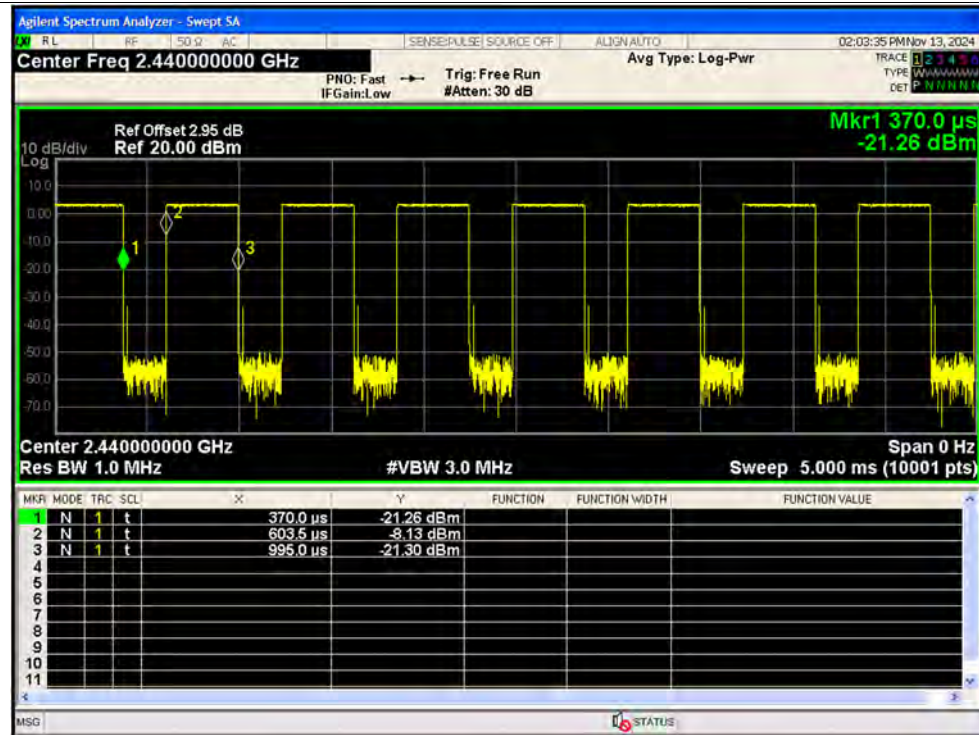 Agilent Spectrum Analyzer - Swept SA
RL RF 50 Ω AC SENSE:PULSE SOURCE OFF ALIGN AUTO 02:03:35 PM Nov 13, 2024
Center Freq 2.440000000 GHz
PNO: Fast
IFGain:Low
Trig: Free Run
#Atten: 30 dB
Avg Type: Log-Pwr
TRACE 1 2 3 4 5 6
TYPE WWWWWW
DET P N N N N N
Ref Offset 2.95 dB
10 dB/div Ref 20.00 dBm
Log
Mkr1 370.0 µs
-21.26 dBm
10.0
0.00
-10.0
-20.0
-30.0
-40.0
-50.0
-60.0
-70.0
1
2
3
Center 2.440000000 GHz Span 0 Hz
Res BW 1.0 MHz #VBW 3.0 MHz Sweep 5.000 ms (10001 pts)
MKR MODE TRC SCL X Y FUNCTION FUNCTION WIDTH FUNCTION VALUE
1 N 1 t 370.0 µs -21.26 dBm
2 N 1 t 603.5 µs -8.13 dBm
3 N 1 t 995.0 µs -21.30 dBm
4
5
6
7
8
9
10
11
MSG STATUS